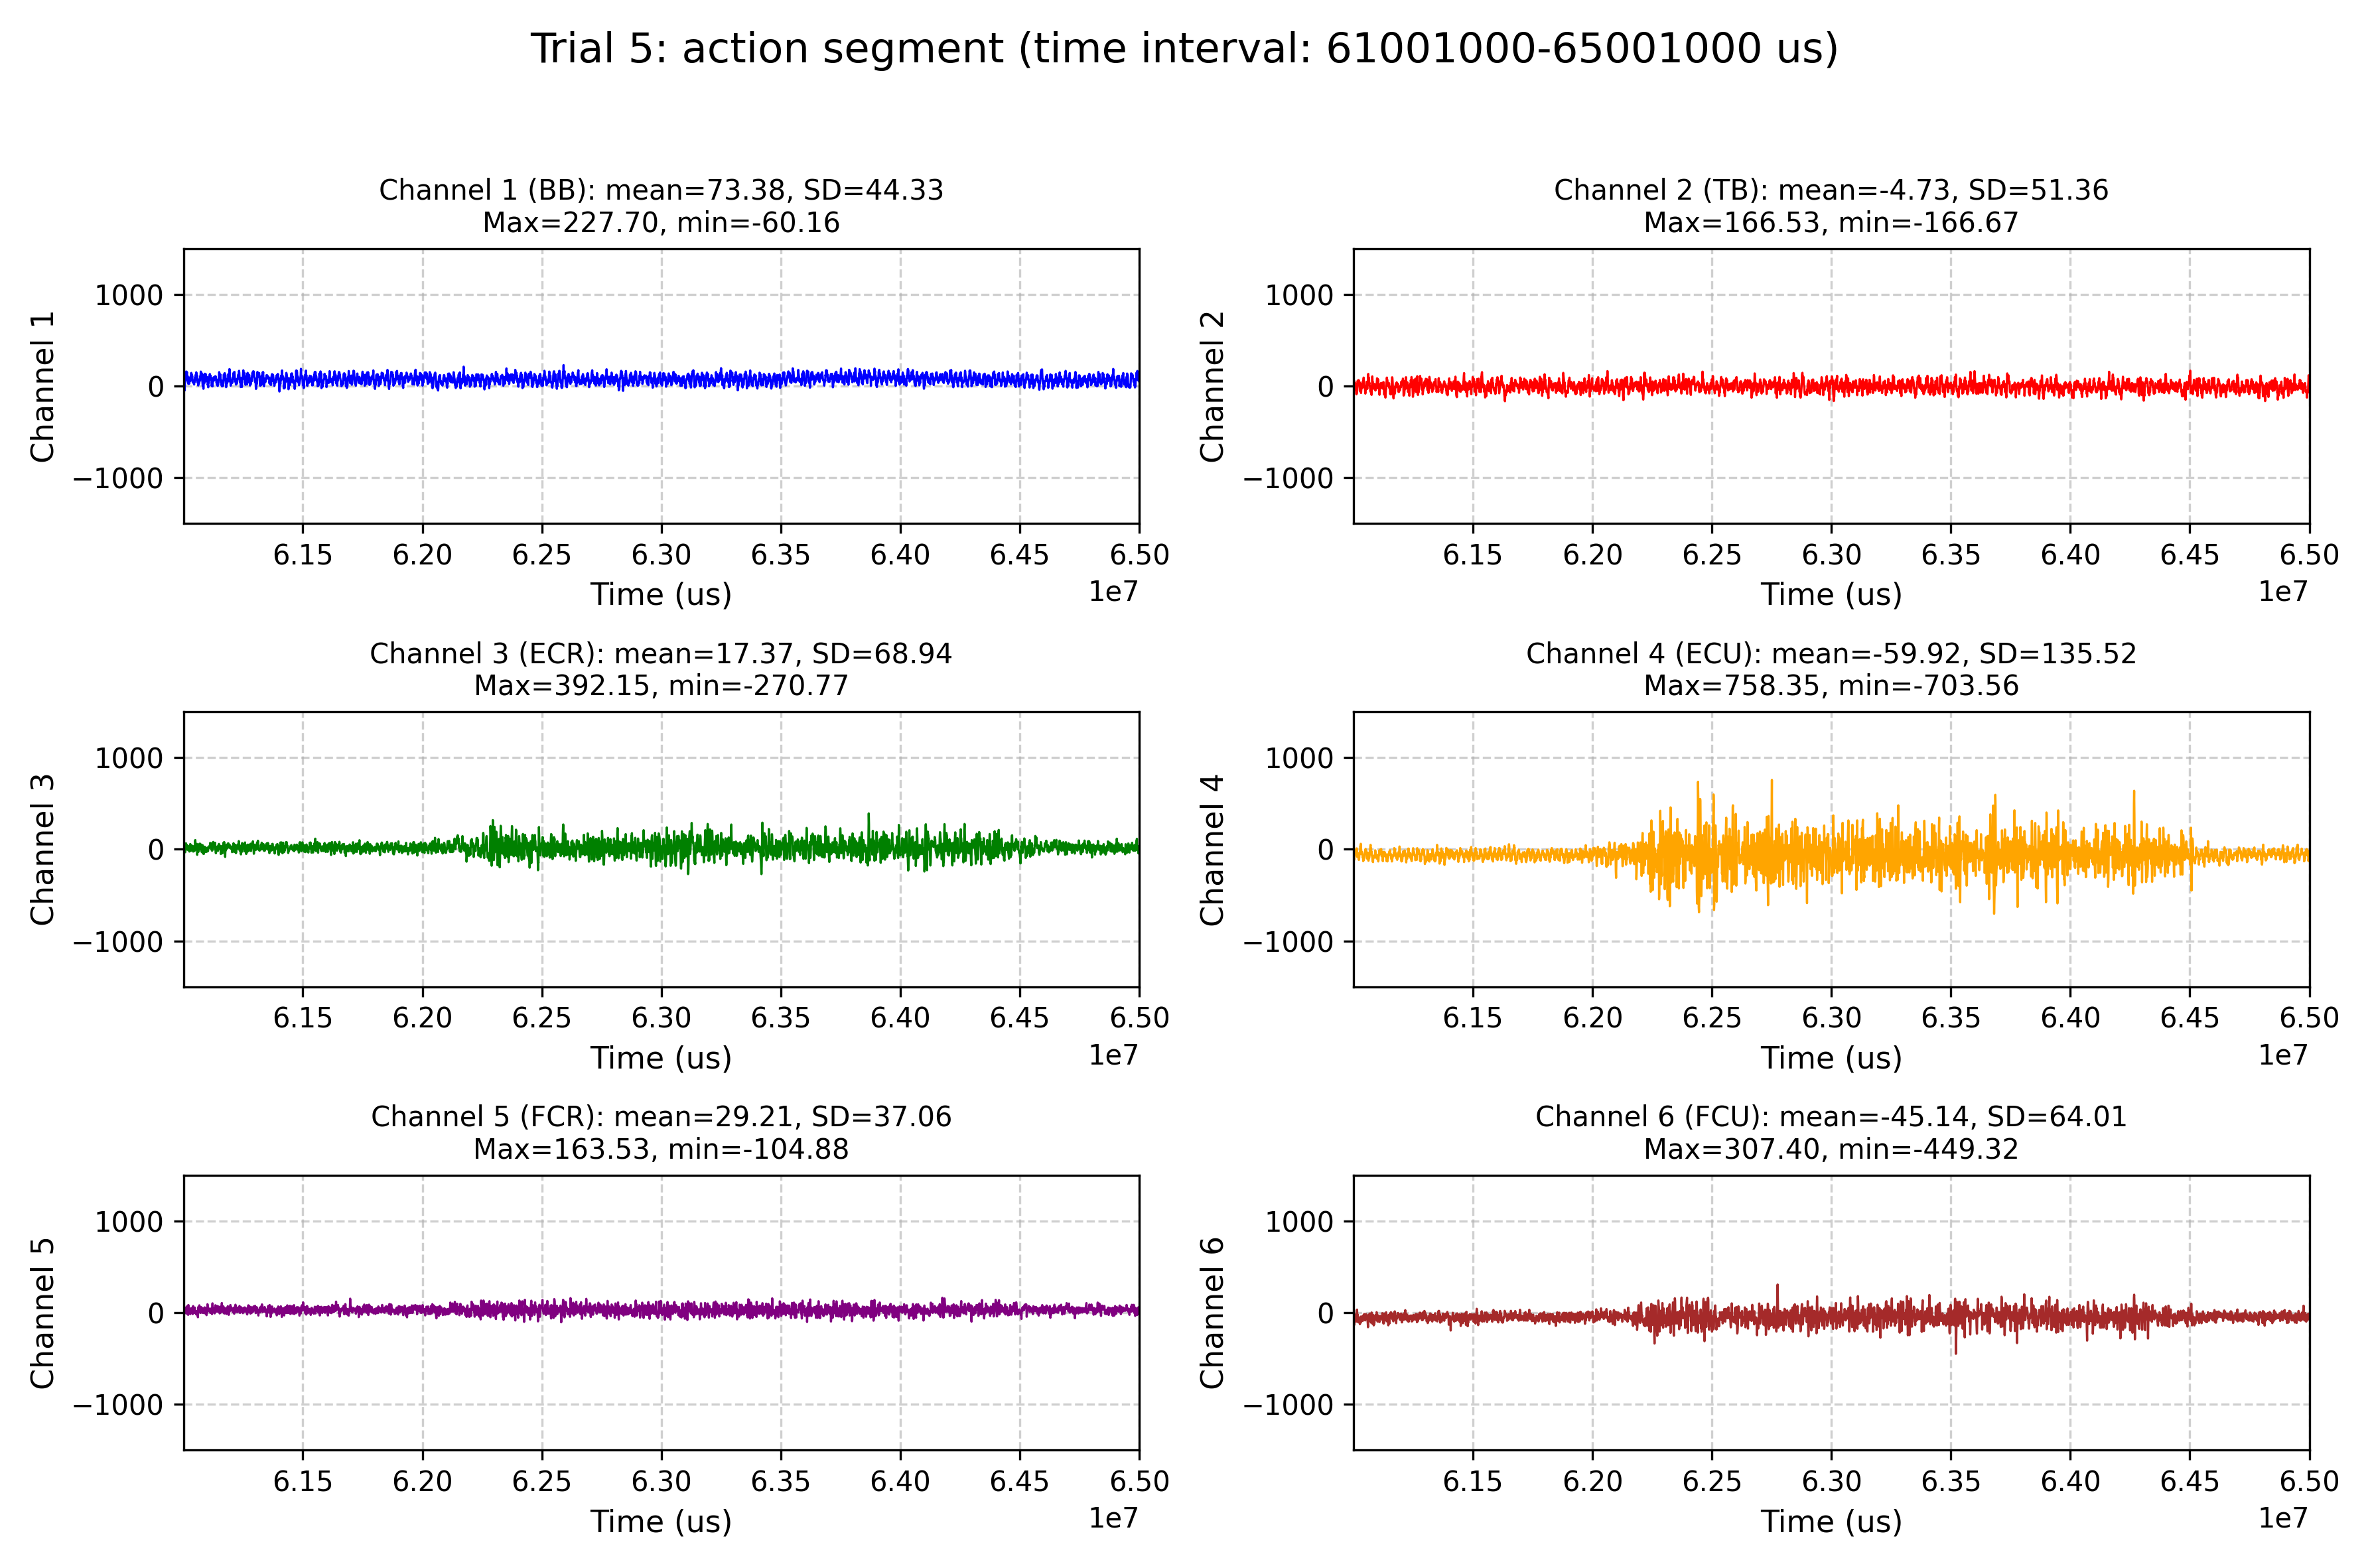 Trial 5: action segment (time interval: 61001000-65001000 us)
Channel 1 (BB): mean=73.38, SD=44.33
Max=227.70, min=-60.16
Channel 1
1000
0
−1000
6.15 6.20 6.25 6.30 6.35 6.40 6.45 6.50
Time (us)
1e7
Channel 2 (TB): mean=-4.73, SD=51.36
Max=166.53, min=-166.67
Channel 2
1000
0
−1000
6.15 6.20 6.25 6.30 6.35 6.40 6.45 6.50
Time (us)
1e7
Channel 3 (ECR): mean=17.37, SD=68.94
Max=392.15, min=-270.77
Channel 3
1000
0
−1000
6.15 6.20 6.25 6.30 6.35 6.40 6.45 6.50
Time (us)
1e7
Channel 4 (ECU): mean=-59.92, SD=135.52
Max=758.35, min=-703.56
Channel 4
1000
0
−1000
6.15 6.20 6.25 6.30 6.35 6.40 6.45 6.50
Time (us)
1e7
Channel 5 (FCR): mean=29.21, SD=37.06
Max=163.53, min=-104.88
Channel 5
1000
0
−1000
6.15 6.20 6.25 6.30 6.35 6.40 6.45 6.50
Time (us)
1e7
Channel 6 (FCU): mean=-45.14, SD=64.01
Max=307.40, min=-449.32
Channel 6
1000
0
−1000
6.15 6.20 6.25 6.30 6.35 6.40 6.45 6.50
Time (us)
1e7